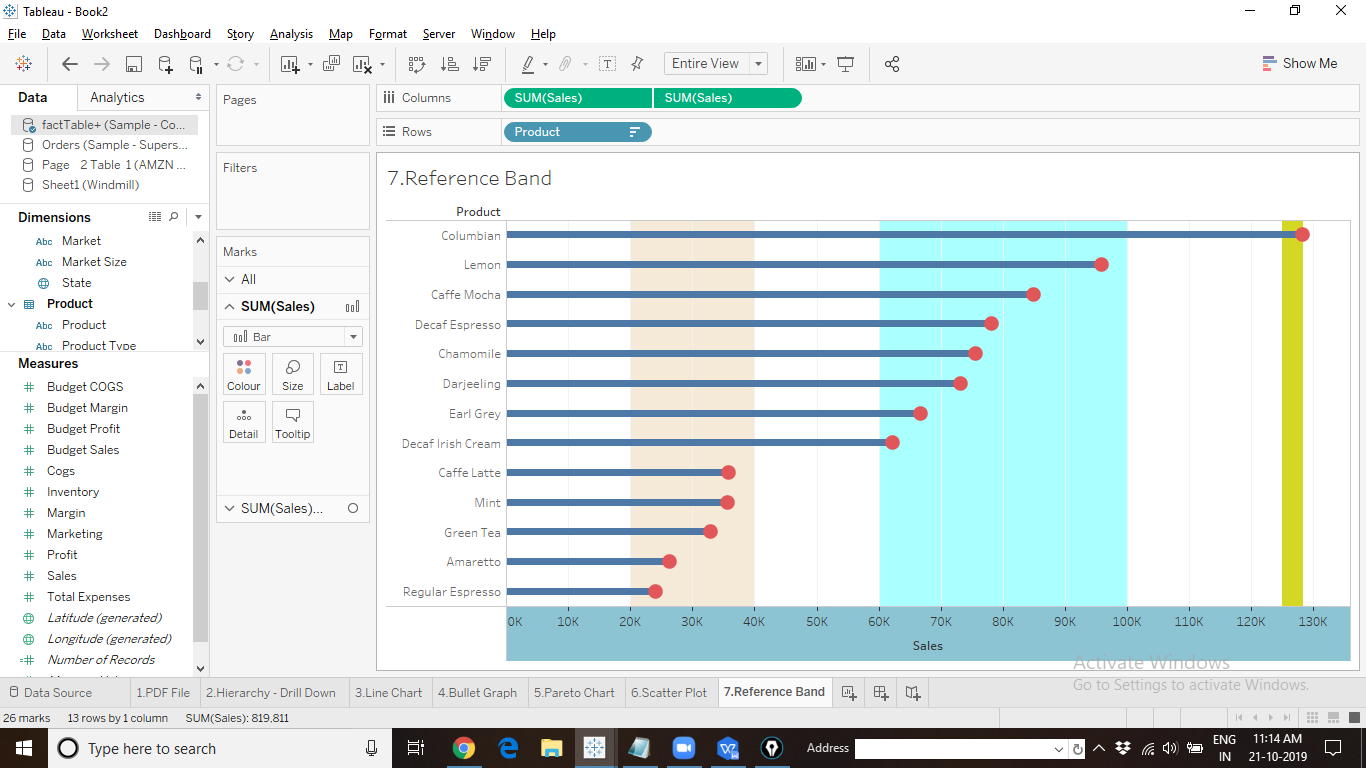 Tableau - Book2
File Data Worksheet Dashboard Story Analysis Map Format Server Window Help
Entire View
Show Me
Data Analytics
factTable+ (Sample - Co...
Orders (Sample - Supers...
Page 2 Table 1 (AMZN ...
Sheet1 (Windmill)
Dimensions
Abc Market
Abc Market Size
State
Product
Abc Product
Abc Product Type
Measures
Budget COGS
Budget Margin
Budget Profit
Budget Sales
Cogs
Inventory
Margin
Marketing
Profit
Sales
Total Expenses
Latitude (generated)
Longitude (generated)
Number of Records
Pages
Filters
Marks
All
SUM(Sales)
Bar
Colour Size Label
Detail Tooltip
SUM(Sales)...
Columns SUM(Sales) SUM(Sales)
Rows Product
7.Reference Band
Product
Columbian
Lemon
Caffe Mocha
Decaf Espresso
Chamomile
Darjeeling
Earl Grey
Decaf Irish Cream
Caffe Latte
Mint
Green Tea
Amaretto
Regular Espresso
0K 10K 20K 30K 40K 50K 60K 70K 80K 90K 100K 110K 120K 130K
Sales
Activate Windows
Go to Settings to activate Windows.
Data Source 1.PDF File 2.Hierarchy - Drill Down 3.Line Chart 4.Bullet Graph 5.Pareto Chart 6.Scatter Plot 7.Reference Band
26 marks 13 rows by 1 column SUM(Sales): 819,811
Type here to search
Address
ENG
IN
11:14 AM
21-10-2019